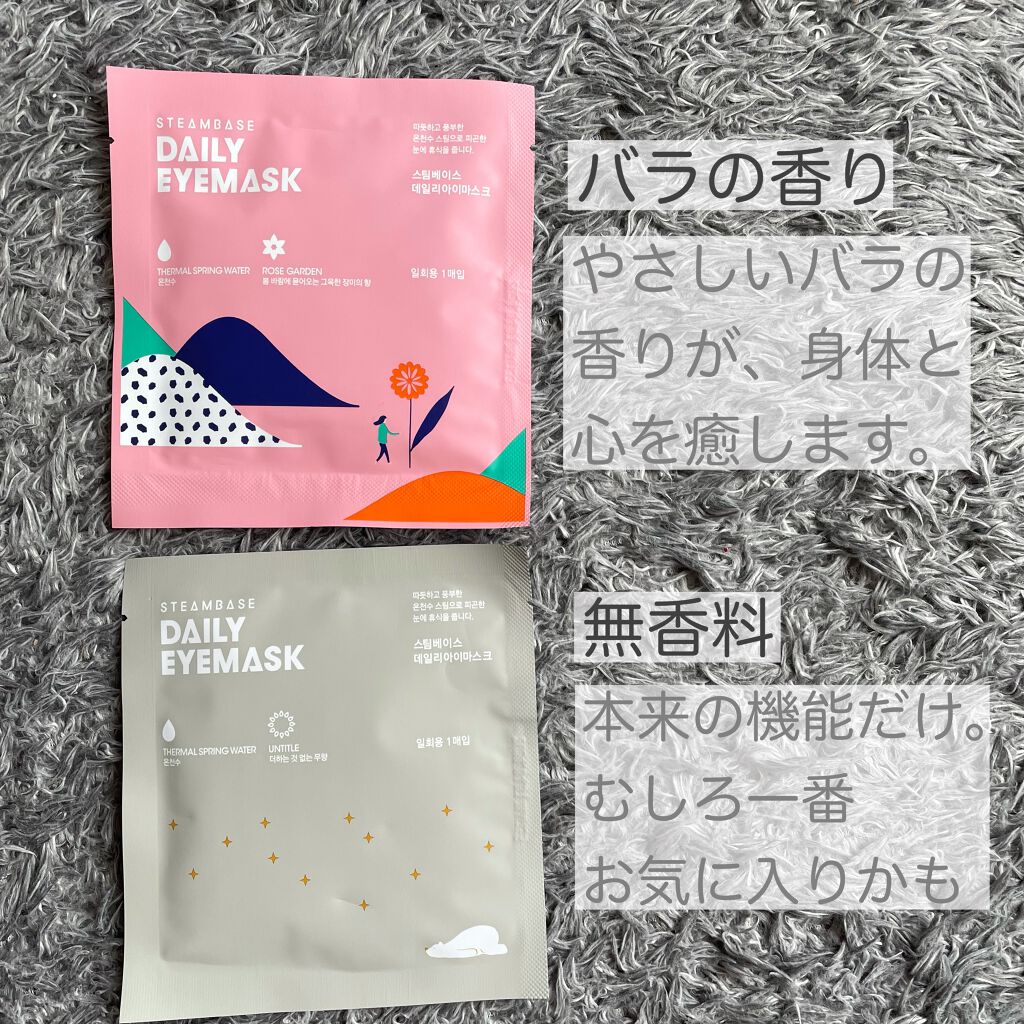 STEAMBASE
DAILY
EYEMASK
따뜻하고 풍부한
온천수 스팀으로 피곤한
눈에 휴식을 줍니다.
스팀베이스
데일리아이마스크
THERMAL SPRING WATER
온천수
ROSE GARDEN
봄 바람에 묻어오는 그윽한 장미의 향
일회용 1매입
バラの香り
やさしいバラの
香りが、身体と
心を癒します。
STEAMBASE
DAILY
EYEMASK
따뜻하고 풍부한
온천수 스팀으로 피곤한
눈에 휴식을 줍니다.
스팀베이스
데일리아이마스크
THERMAL SPRING WATER
온천수
UNTITLE
더하는 것 없는 무향
일회용 1매입
無香料
本来の機能だけ。
むしろ一番
お気に入りかも